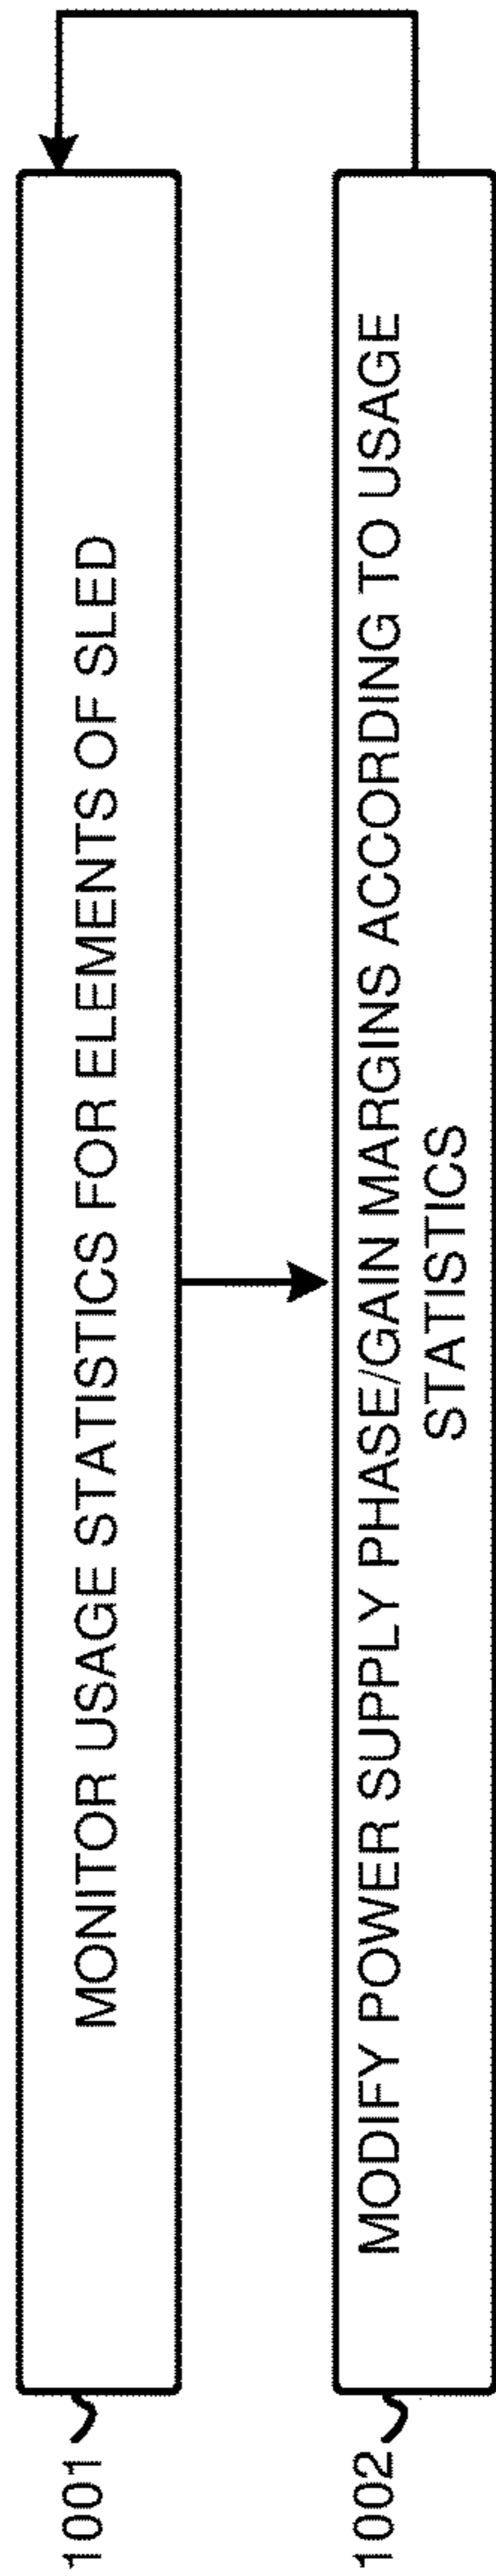 1001
MONITOR USAGE STATISTICS FOR ELEMENTS OF SLED
1002
MODIFY POWER SUPPLY PHASE/GAIN MARGINS ACCORDING TO USAGE
STATISTICS